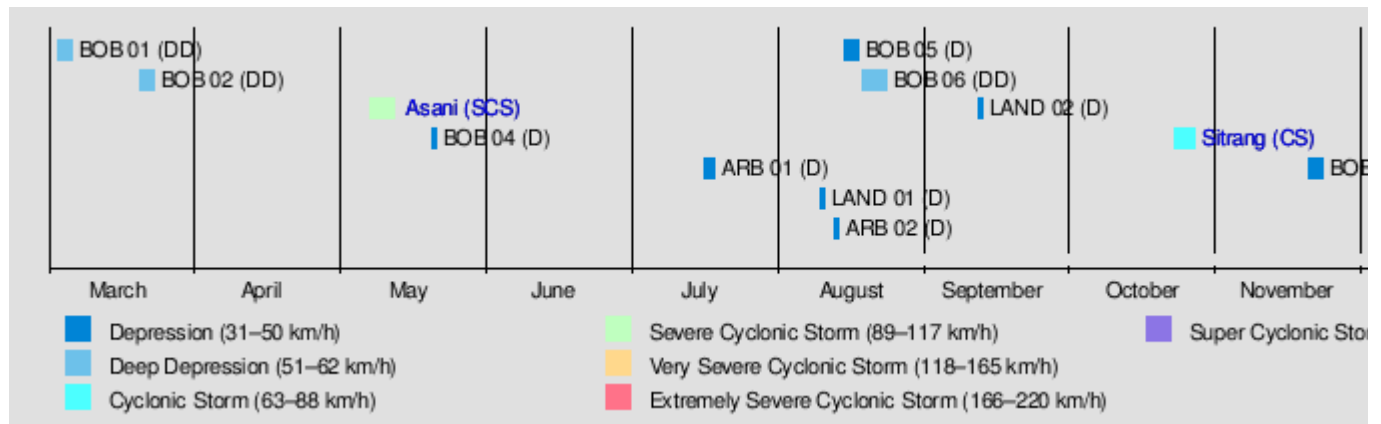 BOB 01 (DD) BOB 05 (D)
BOB 02 (DD) BOB 06 (DD)
Asani (SCS) LAND 02 (D)
BOB 04 (D) Sitrang (CS)
ARB 01 (D) BOB
LAND 01 (D)
ARB 02 (D)
March April May June July August September October November
Depression (31–50 km/h) Severe Cyclonic Storm (89–117 km/h) Super Cyclonic
Deep Depression (51–62 km/h) Very Severe Cyclonic Storm (118–165 km/h)
Cyclonic Storm (63–88 km/h) Extremely Severe Cyclonic Storm (166–220 km/h)